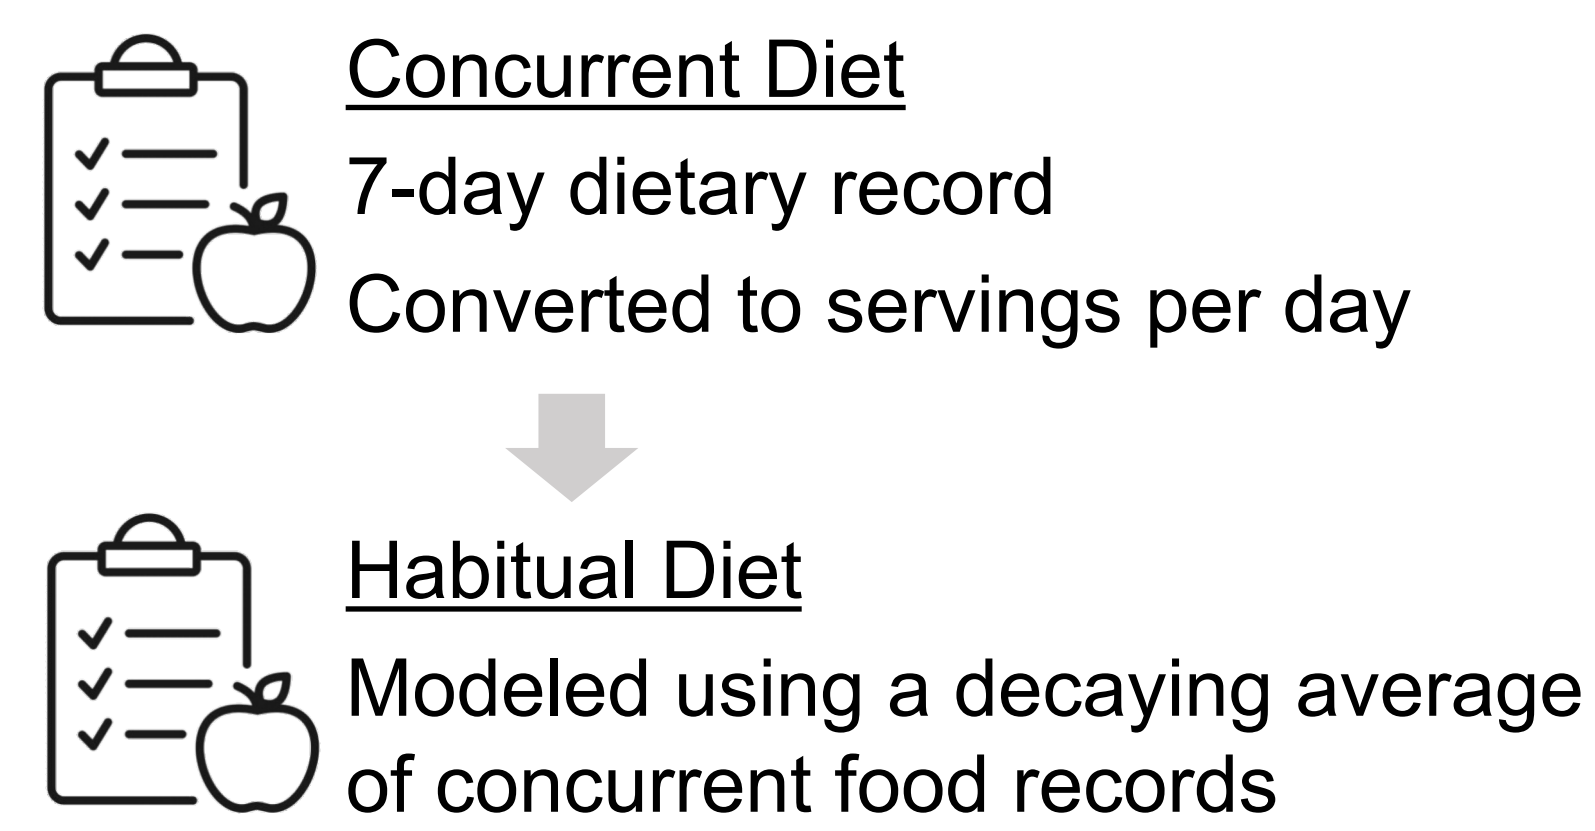 Concurrent Diet
7-day dietary record
Converted to servings per day
Habitual Diet
Modeled using a decaying average
of concurrent food records